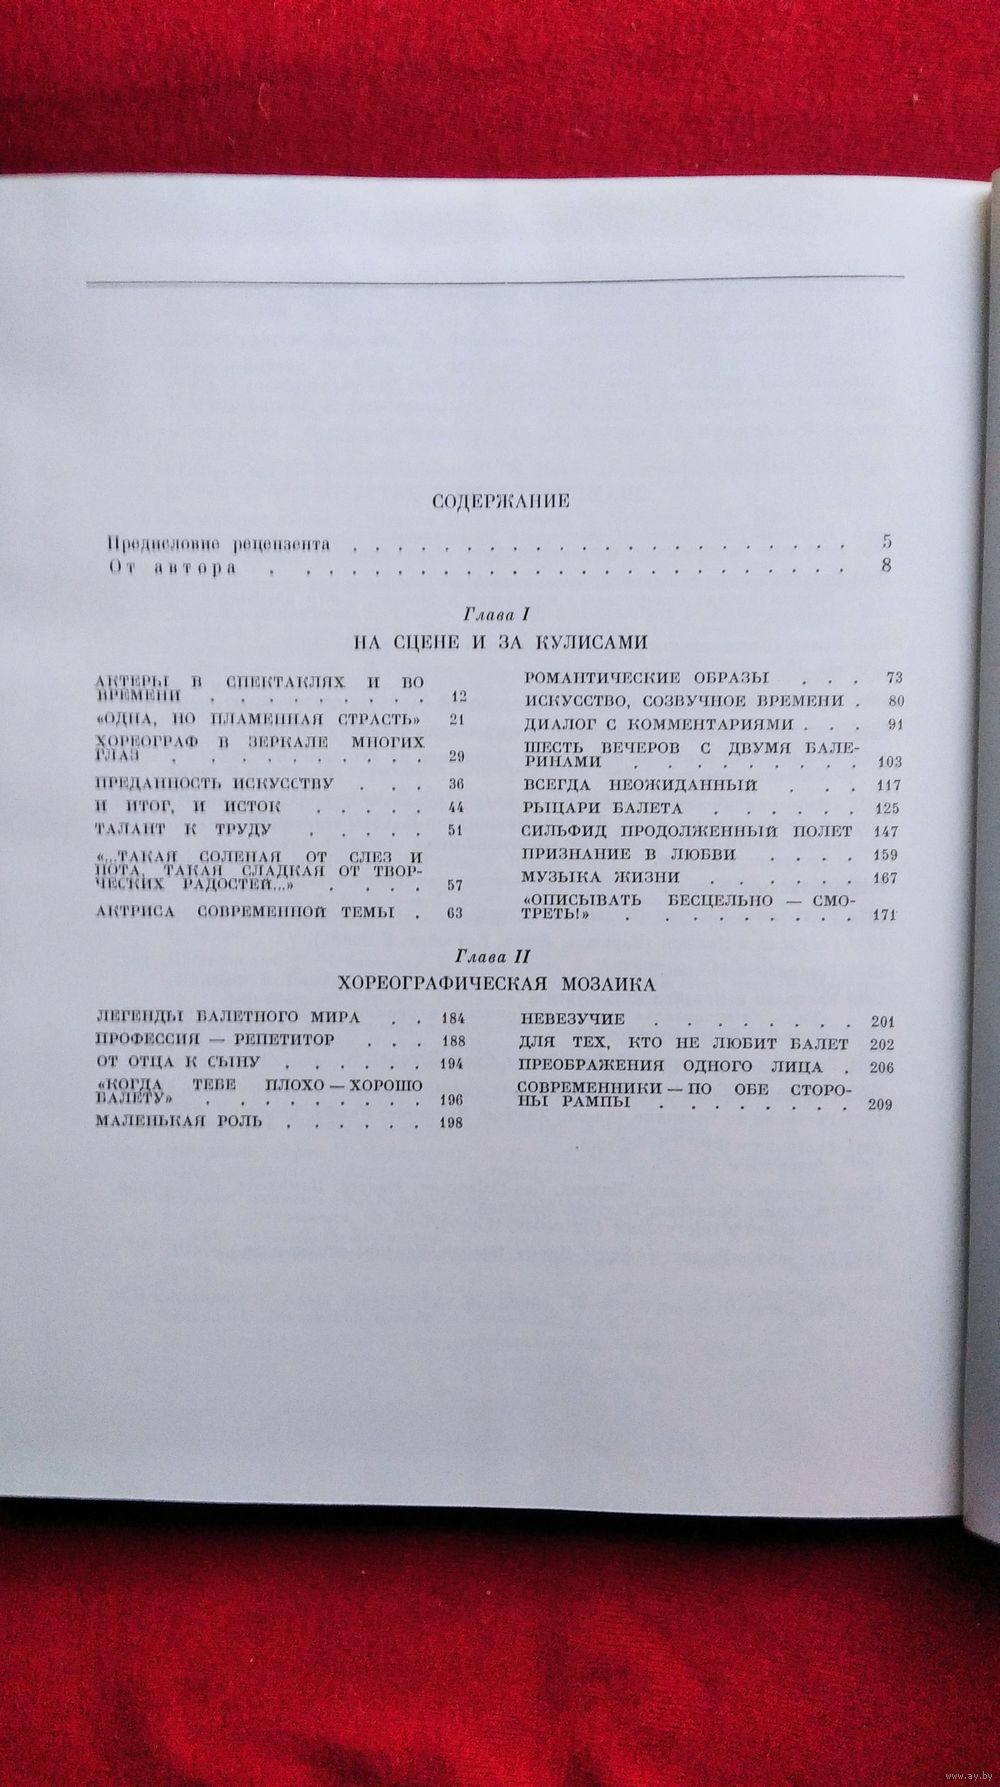 СОДЕРЖАНИЕ
Предисловие рецензента . . . . . . . . . . . . . . . . . . . . . . 5
От автора . . . . . . . . . . . . . . . . . . . . . . . . . 8
Глава I
НА СЦЕНЕ И ЗА КУЛИСАМИ
АКТЕРЫ В СПЕКТАКЛЯХ И ВО
ВРЕМЕНИ . . . . . . . . . 12
«ОДНА, НО ПЛАМЕННАЯ СТРАСТЬ» 21
ХОРЕОГРАФ В ЗЕРКАЛЕ МНОГИХ
ГЛАЗ . . . . . . . . . . 29
ПРЕДАННОСТЬ ИСКУССТВУ . . . 36
И ИТОГ, И ИСТОК . . . . . 44
ТАЛАНТ К ТРУДУ . . . . . 51
«...ТАКАЯ СОЛЕНАЯ ОТ СЛЕЗ И
ПОТА, ТАКАЯ СЛАДКАЯ ОТ ТВОР-
ЧЕСКИХ РАДОСТЕЙ...» . . . . 57
АКТРИСА СОВРЕМЕННОЙ ТЕМЫ . 63
РОМАНТИЧЕСКИЕ ОБРАЗЫ . . . 73
ИСКУССТВО, СОЗВУЧНОЕ ВРЕМЕНИ . 80
ДИАЛОГ С КОММЕНТАРИЯМИ . . . 91
ШЕСТЬ ВЕЧЕРОВ С ДВУМЯ БАЛЕ-
РИНАМИ . . . . . . . . . 103
ВСЕГДА НЕОЖИДАННЫЙ . . . 117
РЫЦАРИ БАЛЕТА . . . . . . 125
СИЛЬФИД ПРОДОЛЖЕННЫЙ ПОЛЕТ 147
ПРИЗНАНИЕ В ЛЮБВИ . . . . 159
МУЗЫКА ЖИЗНИ . . . . . . 167
«ОПИСЫВАТЬ БЕСЦЕЛЬНО — СМО-
ТРЕТЬ!» . . . . . . . . . 171
Глава II
ХОРЕОГРАФИЧЕСКАЯ МОЗАИКА
ЛЕГЕНДЫ БАЛЕТНОГО МИРА . . 184
ПРОФЕССИЯ — РЕПЕТИТОР . . . 188
ОТ ОТЦА К СЫНУ . . . . . . 194
«КОГДА ТЕБЕ ПЛОХО — ХОРОШО
БАЛЕТУ» . . . . . . . . . 196
МАЛЕНЬКАЯ РОЛЬ . . . . . . 198
НЕВЕЗУЧИЕ . . . . . . . . 201
ДЛЯ ТЕХ, КТО НЕ ЛЮБИТ БАЛЕТ 202
ПРЕОБРАЖЕНИЯ ОДНОГО ЛИЦА . 206
СОВРЕМЕННИКИ — ПО ОБЕ СТОРО-
НЫ РАМПЫ . . . . . . . . 209
www.ay.by